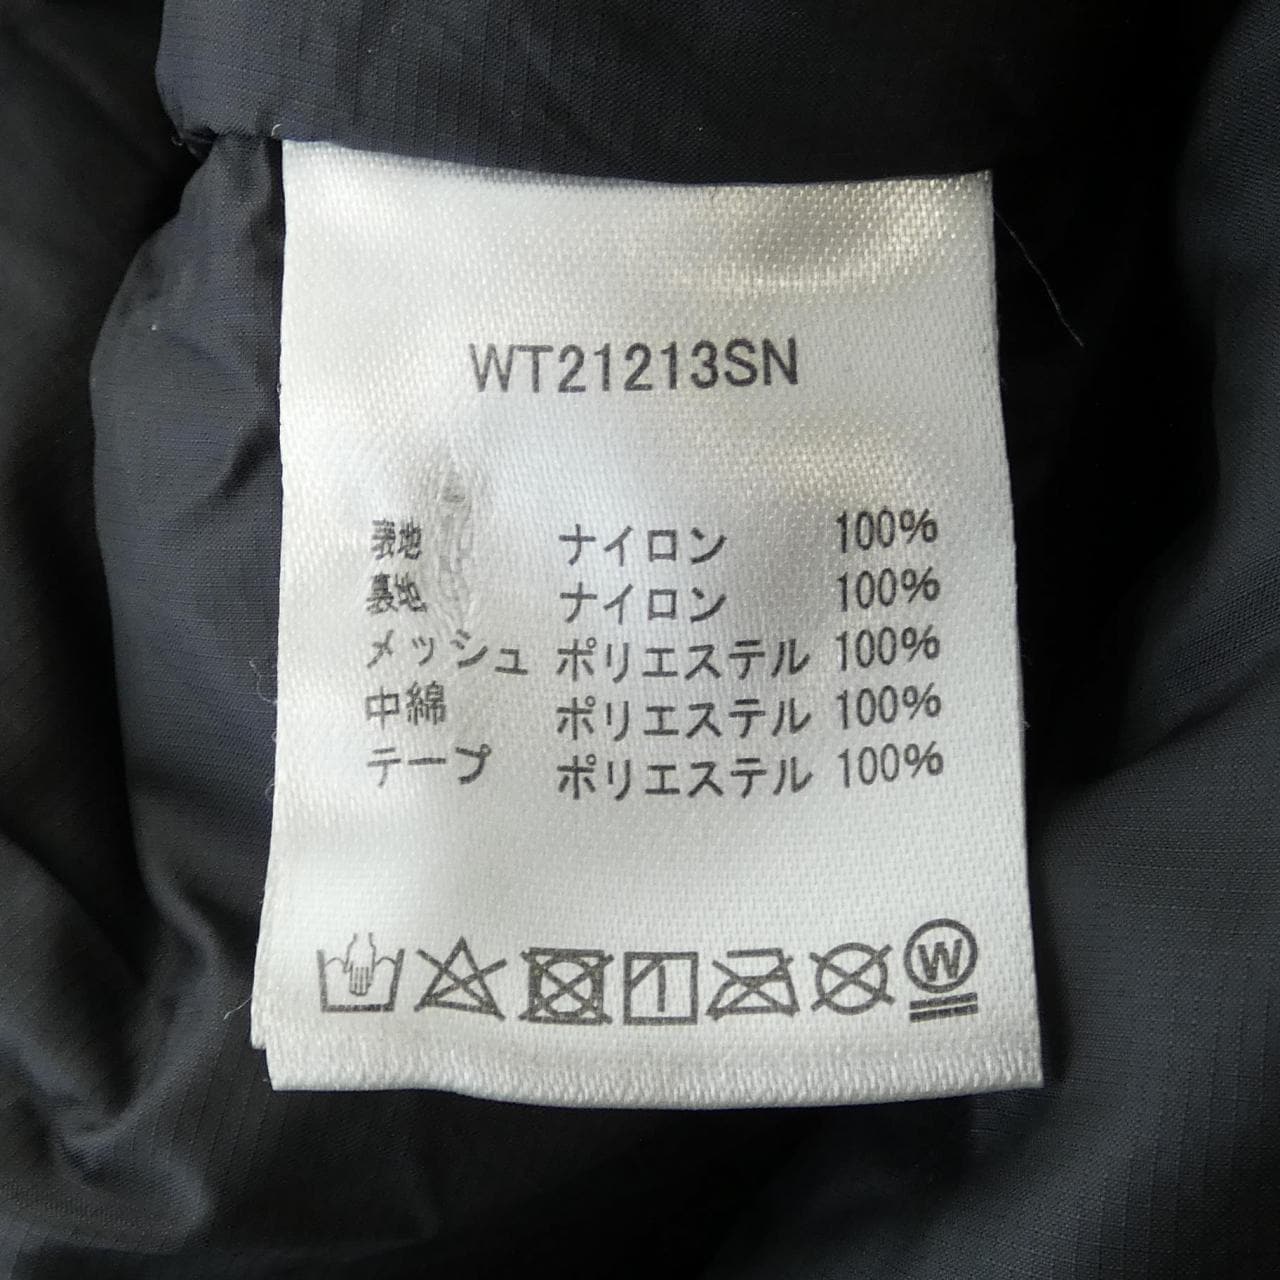 WT21213SN
表地 ナイロン 100%
裏地 ナイロン 100%
メッシュ ポリエステル 100%
中綿 ポリエステル 100%
テープ ポリエステル 100%
W